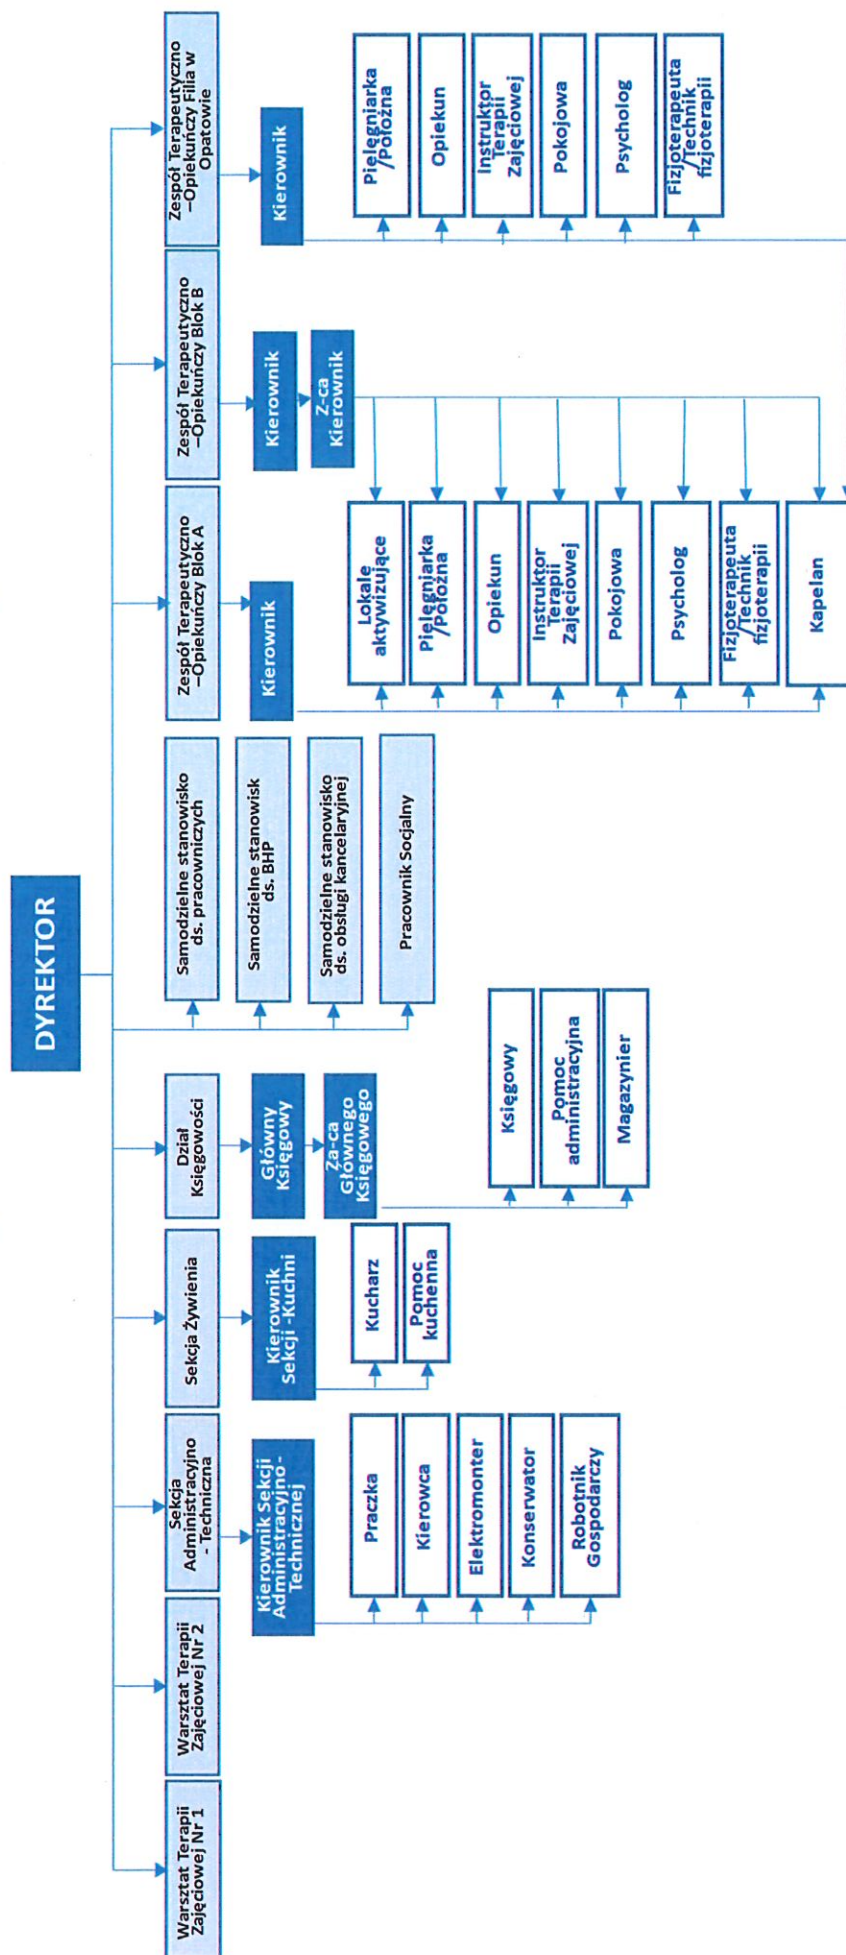 DYREKTOR
Warsztat Terapii
Zajęciowej Nr 1
Warsztat Terapii
Zajęciowej Nr 2
Sekcja
Administracyjno
- Techniczna
Kierownik Sekcji
Administracyjno -
Technicznej
Praczka
Kierowca
Elektromonter
Konserwator
Robotnik
Gospodarczy
Sekcja Żywienia
Kierownik
Sekcji -Kuchni
Kucharz
Pomoc
kuchenna
Dział
Księgowości
Główny
Księgowy
Za-ca
Głównego
Księgowego
Księgowy
Pomoc
administracyjna
Magazynier
Samodzielne stanowisko
ds. pracowniczych
Samodzielne stanowisk
ds. BHP
Samodzielne stanowisko
ds. obsługi kancelaryjnej
Pracownik Socjalny
Zespół Terapeutyczno
–Opiekuńczy Blok A
Kierownik
Zespół Terapeutyczno
–Opiekuńczy Blok B
Kierownik
Z-ca
Kierownik
Lokale
aktywizujące
Pielęgniarka
/Położna
Opiekun
Instruktor
Terapii
Zajęciowej
Pokojowa
Psycholog
Fizjoterapeuta
/Technik
fizjoterapii
Kapelan
Zespół Terapeutyczno
–Opiekuńczy Filia w
Opatowie
Kierownik
Pielęgniarka
/Położna
Opiekun
Instruktor
Terapii
Zajęciowej
Pokojowa
Psycholog
Fizjoterapeuta
/Technik
fizjoterapii